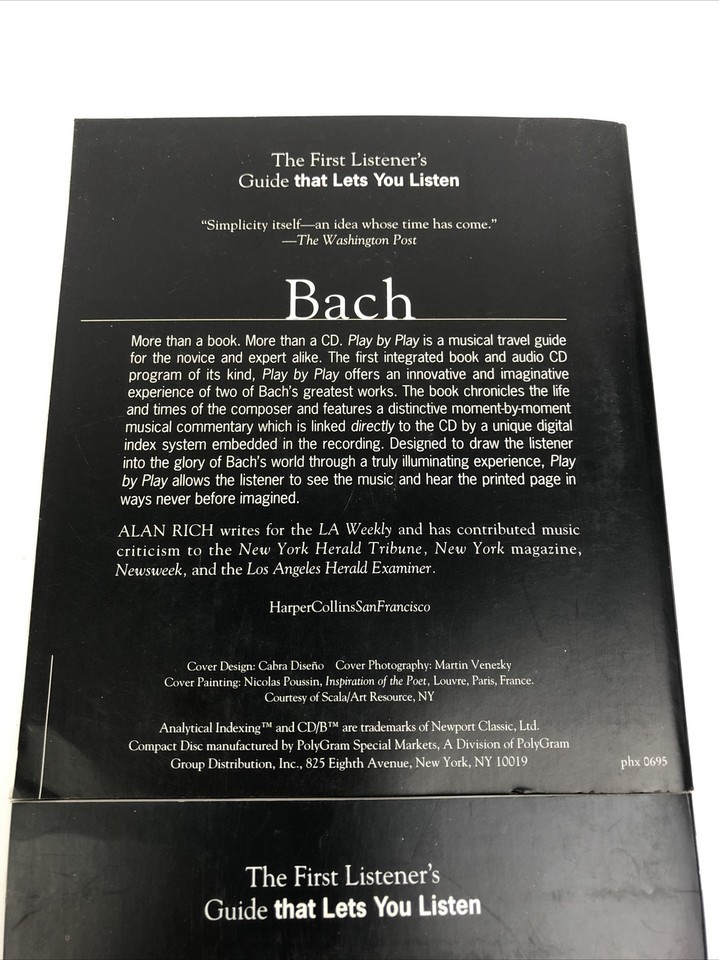 The First Listener's
Guide that Lets You Listen
“Simplicity itself—an idea whose time has come.”
—The Washington Post
Bach
More than a book. More than a CD. Play by Play is a musical travel guide
for the novice and expert alike. The first integrated book and audio CD
program of its kind, Play by Play offers an innovative and imaginative
experience of two of Bach's greatest works. The book chronicles the life
and times of the composer and features a distinctive moment-by-moment
musical commentary which is linked directly to the CD by a unique digital
index system embedded in the recording. Designed to draw the listener
into the glory of Bach's world through a truly illuminating experience, Play
by Play allows the listener to see the music and hear the printed page in
ways never before imagined.
ALAN RICH writes for the LA Weekly and has contributed music
criticism to the New York Herald Tribune, New York magazine,
Newsweek, and the Los Angeles Herald Examiner.
HarperCollinsSanFrancisco
Cover Design: Cabra Diseño Cover Photography: Martin Venezky
Cover Painting: Nicolas Poussin, Inspiration of the Poet, Louvre, Paris, France.
Courtesy of Scala/Art Resource, NY
Analytical Indexing™ and CD/B™ are trademarks of Newport Classic, Ltd.
Compact Disc manufactured by PolyGram Special Markets, A Division of PolyGram
Group Distribution, Inc., 825 Eighth Avenue, New York, NY 10019
phx 0695
The First Listener's
Guide that Lets You Listen